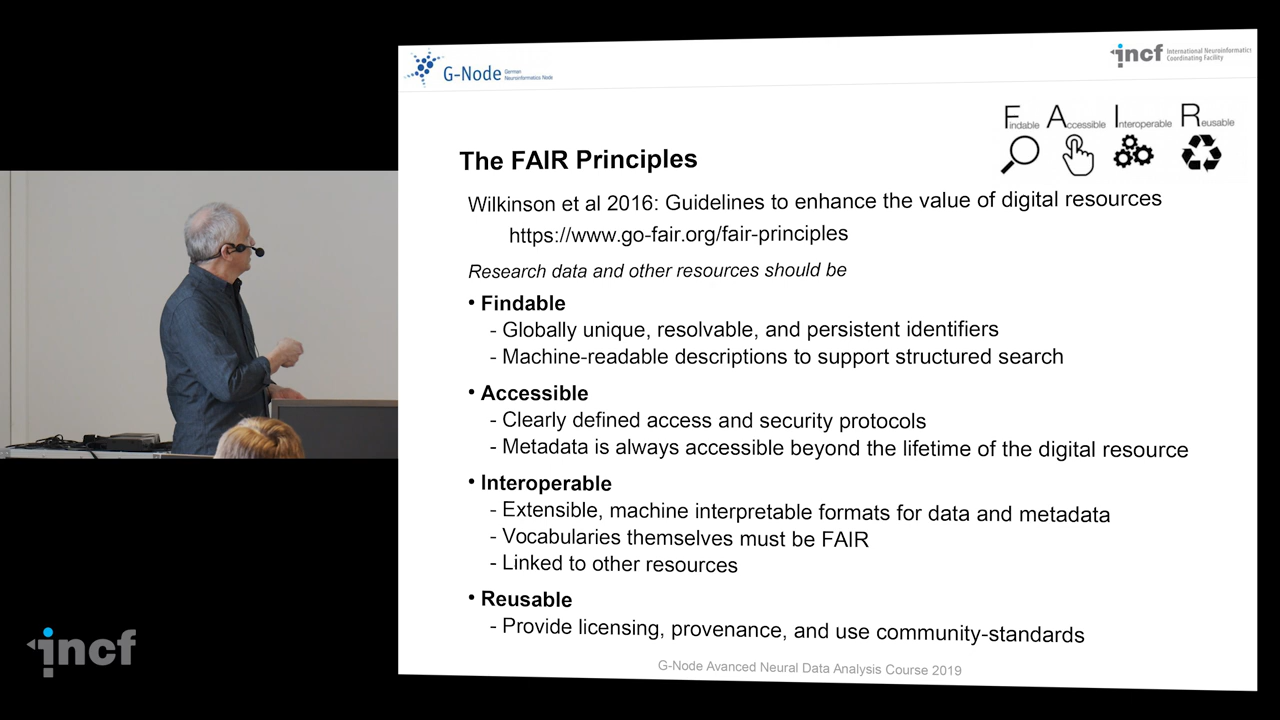 G-Node German Neuroinformatics Node
incf International Neuroinformatics Coordinating Facility
Findable Accessible Interoperable Reusable
The FAIR Principles
Wilkinson et al 2016: Guidelines to enhance the value of digital resources
https://www.go-fair.org/fair-principles
Research data and other resources should be
• Findable
- Globally unique, resolvable, and persistent identifiers
- Machine-readable descriptions to support structured search
• Accessible
- Clearly defined access and security protocols
- Metadata is always accessible beyond the lifetime of the digital resource
• Interoperable
- Extensible, machine interpretable formats for data and metadata
- Vocabularies themselves must be FAIR
- Linked to other resources
• Reusable
- Provide licensing, provenance, and use community-standards
G-Node Avanced Neural Data Analysis Course 2019
incf